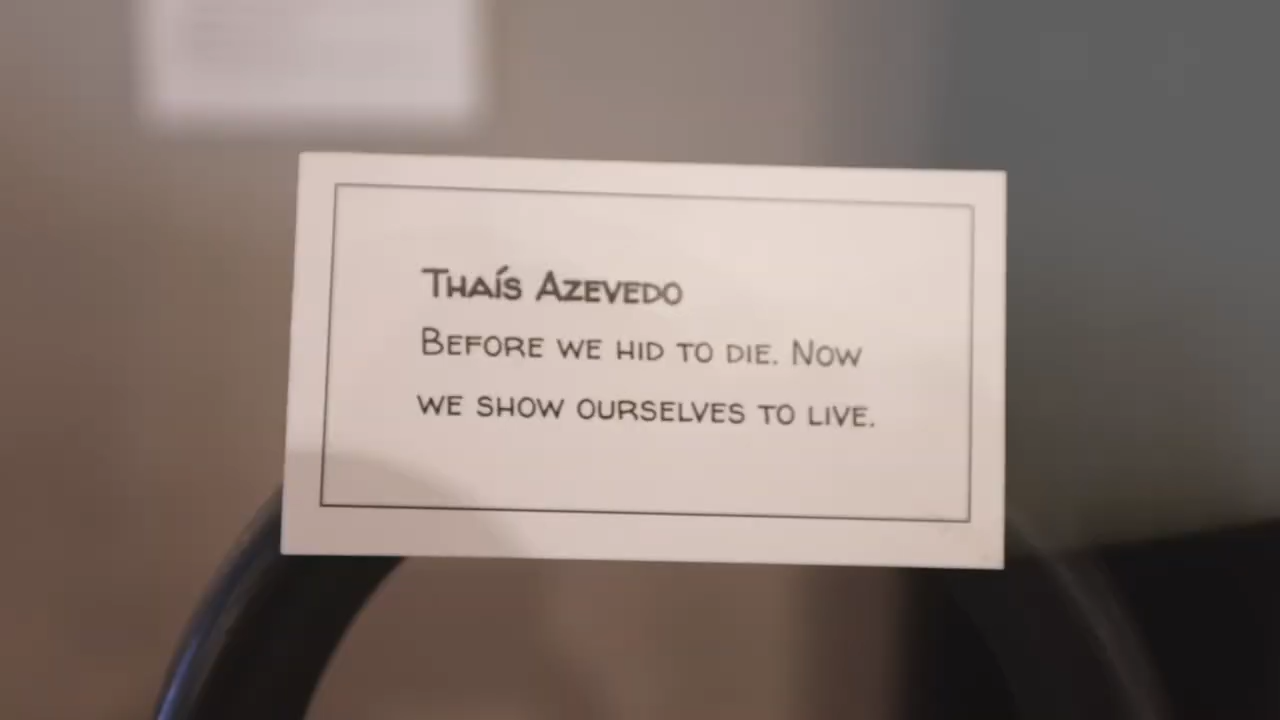 Thaís Azevedo
Before we hid to die. Now
we show ourselves to live.